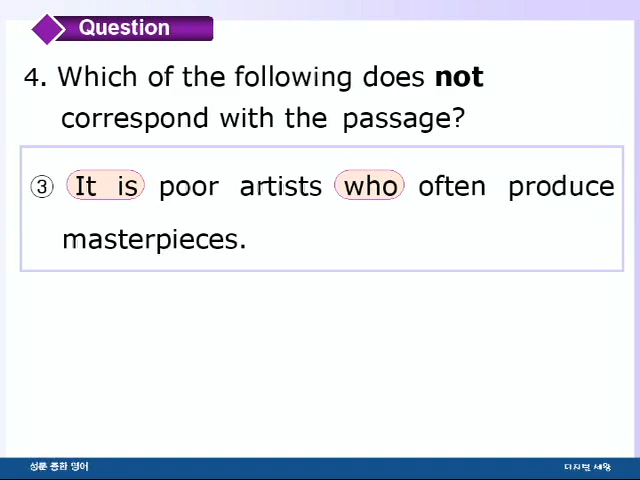 Question
4. Which of the following does not
correspond with the passage?
③ It is poor artists who often produce
masterpieces.
성문 종합 영어
디지털 세왕